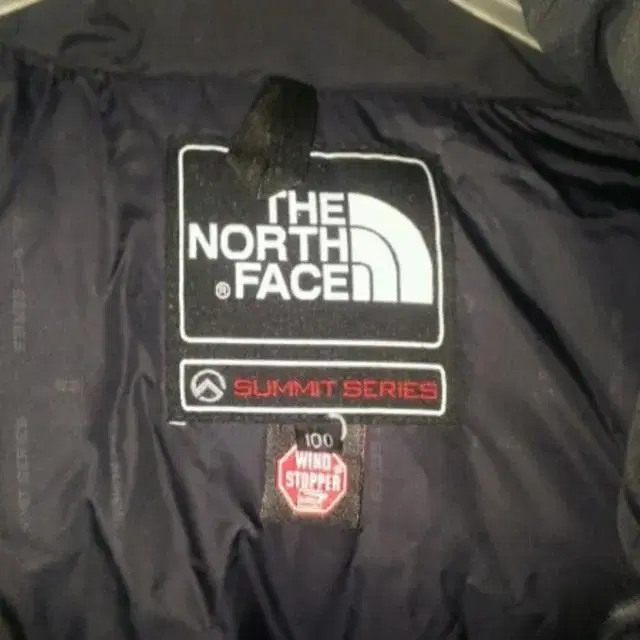 THE
NORTH
® FACE
SUMMIT SERIES
100
WIND
STOPPER